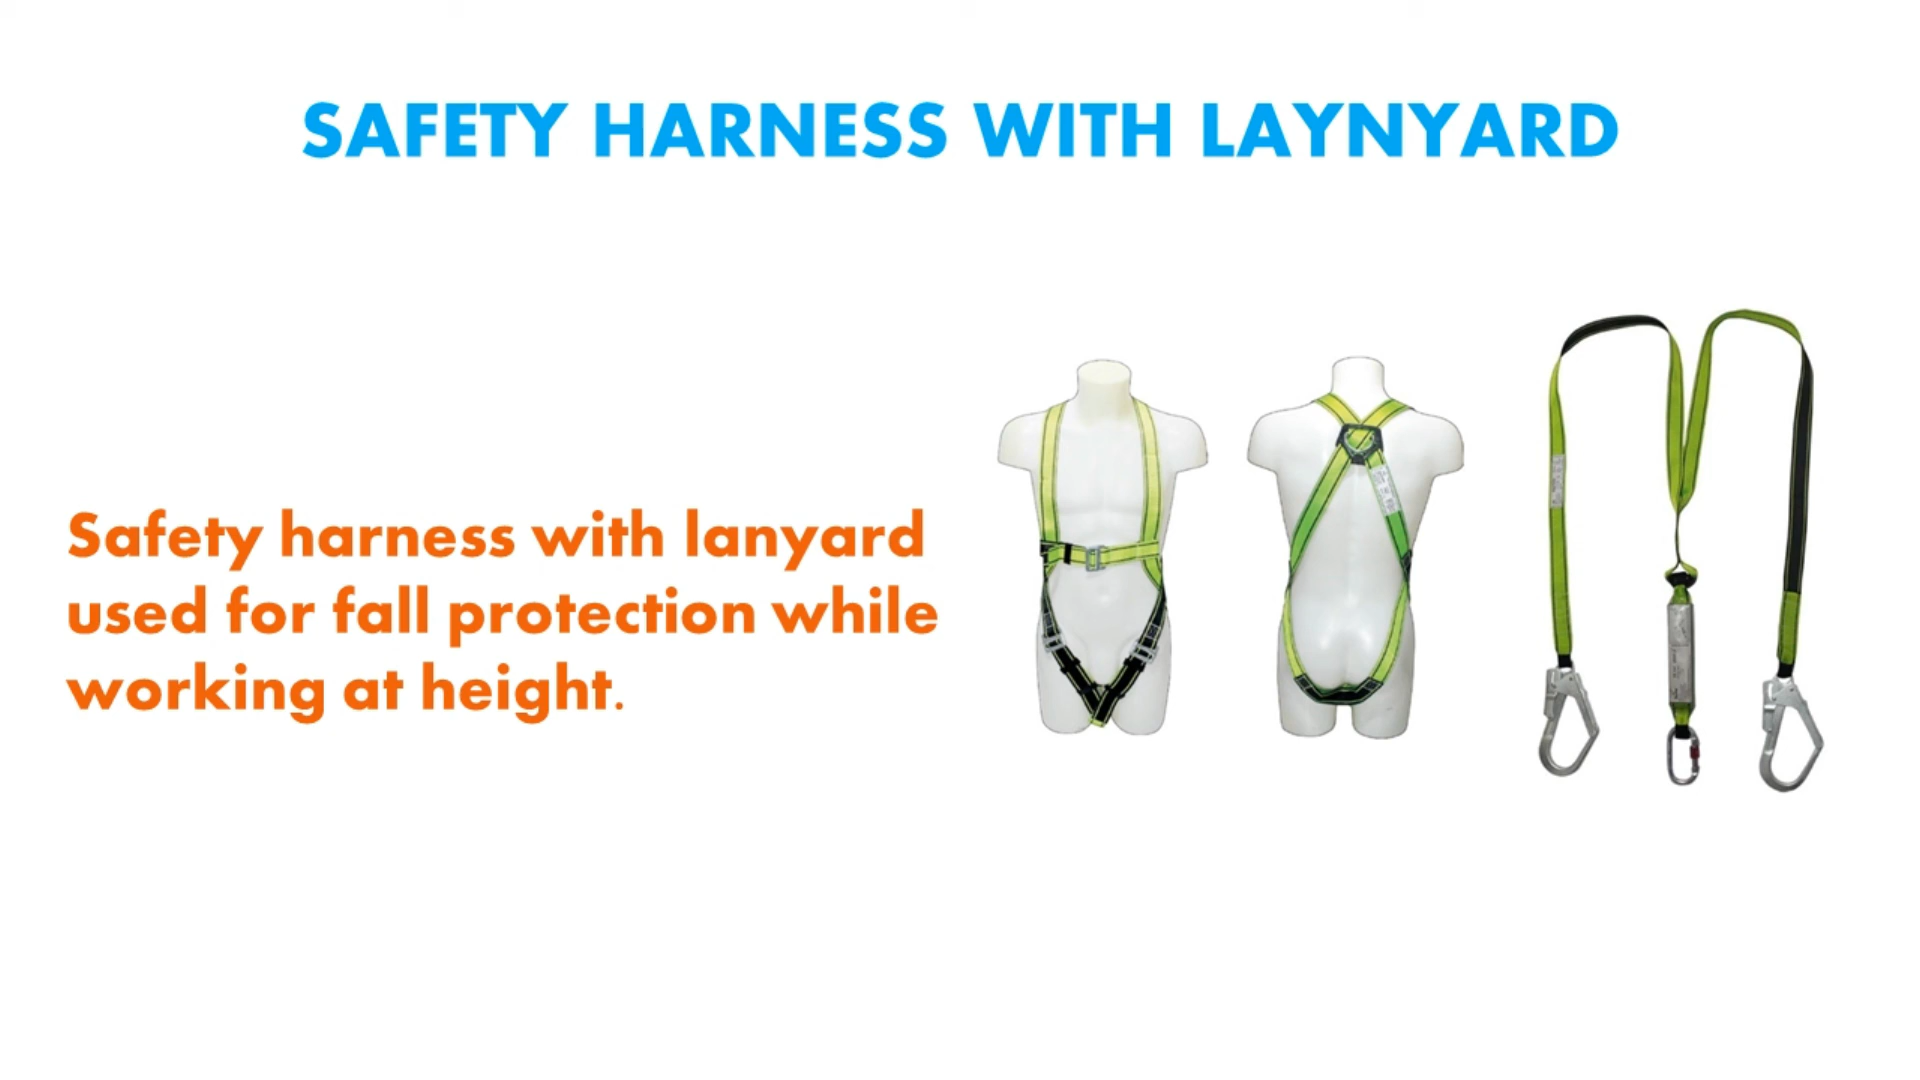 SAFETY HARNESS WITH LAYNYARD
Safety harness with lanyard
used for fall protection while
working at height.